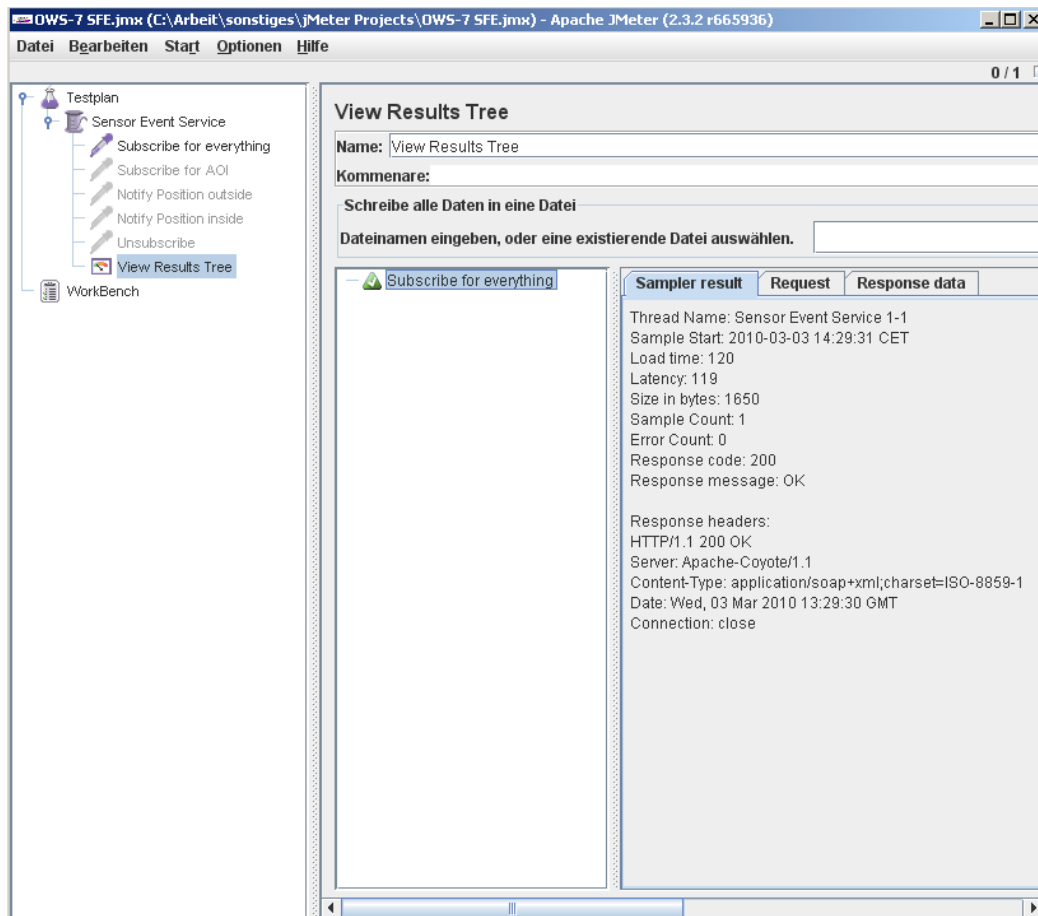 OWS-7 SFE.jmx (C:\Arbeit\sonstiges\jMeter Projects\OWS-7 SFE.jmx) - Apache JMeter (2.3.2 r665936)
Datei Bearbeiten Start Optionen Hilfe
0 / 1
Testplan
Sensor Event Service
Subscribe for everything
Subscribe for AOI
Notify Position outside
Notify Position inside
Unsubscribe
View Results Tree
WorkBench
View Results Tree
Name: View Results Tree
Kommenare:
Schreibe alle Daten in eine Datei
Dateinamen eingeben, oder eine existierende Datei auswählen.
Subscribe for everything
Sampler result Request Response data
Thread Name: Sensor Event Service 1-1
Sample Start: 2010-03-03 14:29:31 CET
Load time: 120
Latency: 119
Size in bytes: 1650
Sample Count: 1
Error Count: 0
Response code: 200
Response message: OK
Response headers:
HTTP/1.1 200 OK
Server: Apache-Coyote/1.1
Content-Type: application/soap+xml;charset=ISO-8859-1
Date: Wed, 03 Mar 2010 13:29:30 GMT
Connection: close